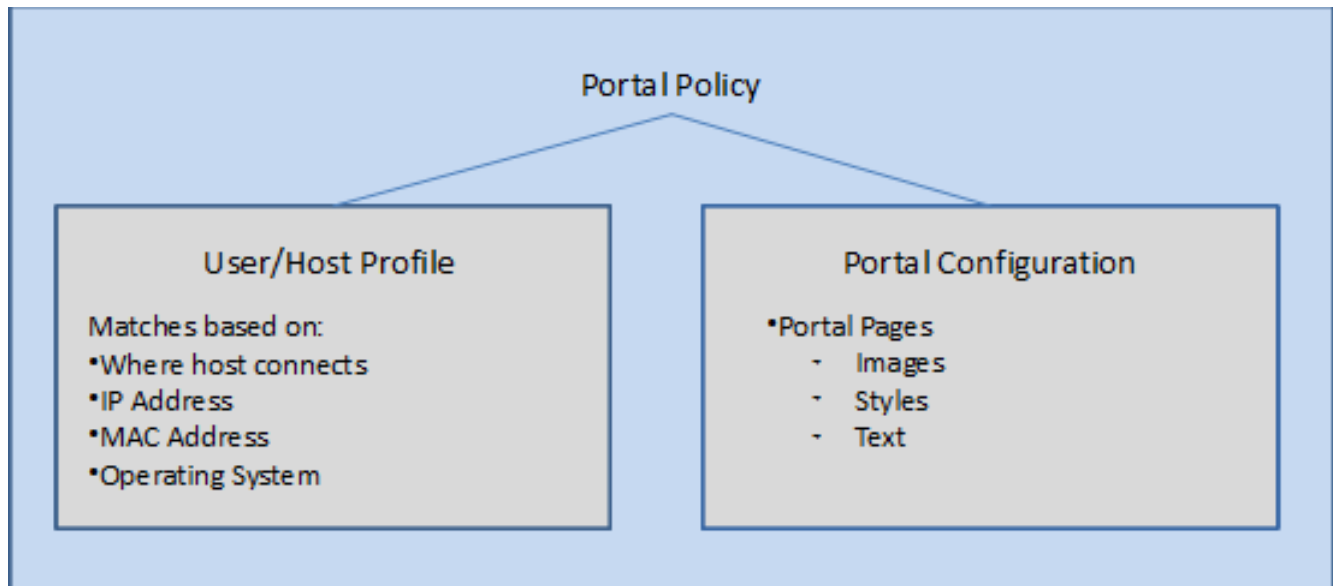 Portal Policy
User/Host Profile
Matches based on:
•Where host connects
•IP Address
•MAC Address
•Operating System
Portal Configuration
•Portal Pages
- Images
- Styles
- Text